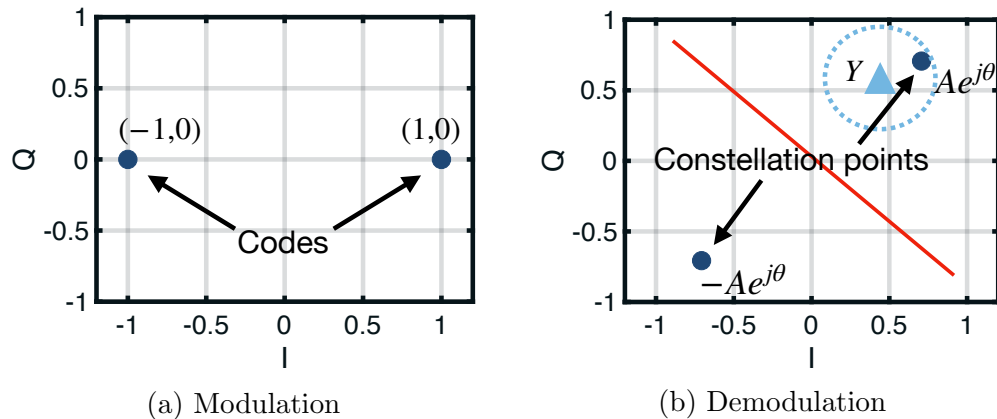 1
0.5
0
-0.5
-1
Q
(−1,0)
(1,0)
Codes
-1
-0.5
0
0.5
1
I
(a) Modulation
1
0.5
0
-0.5
-1
Q
Y
Ae^{jθ}
Constellation points
−Ae^{jθ}
-1
-0.5
0
0.5
1
I
(b) Demodulation